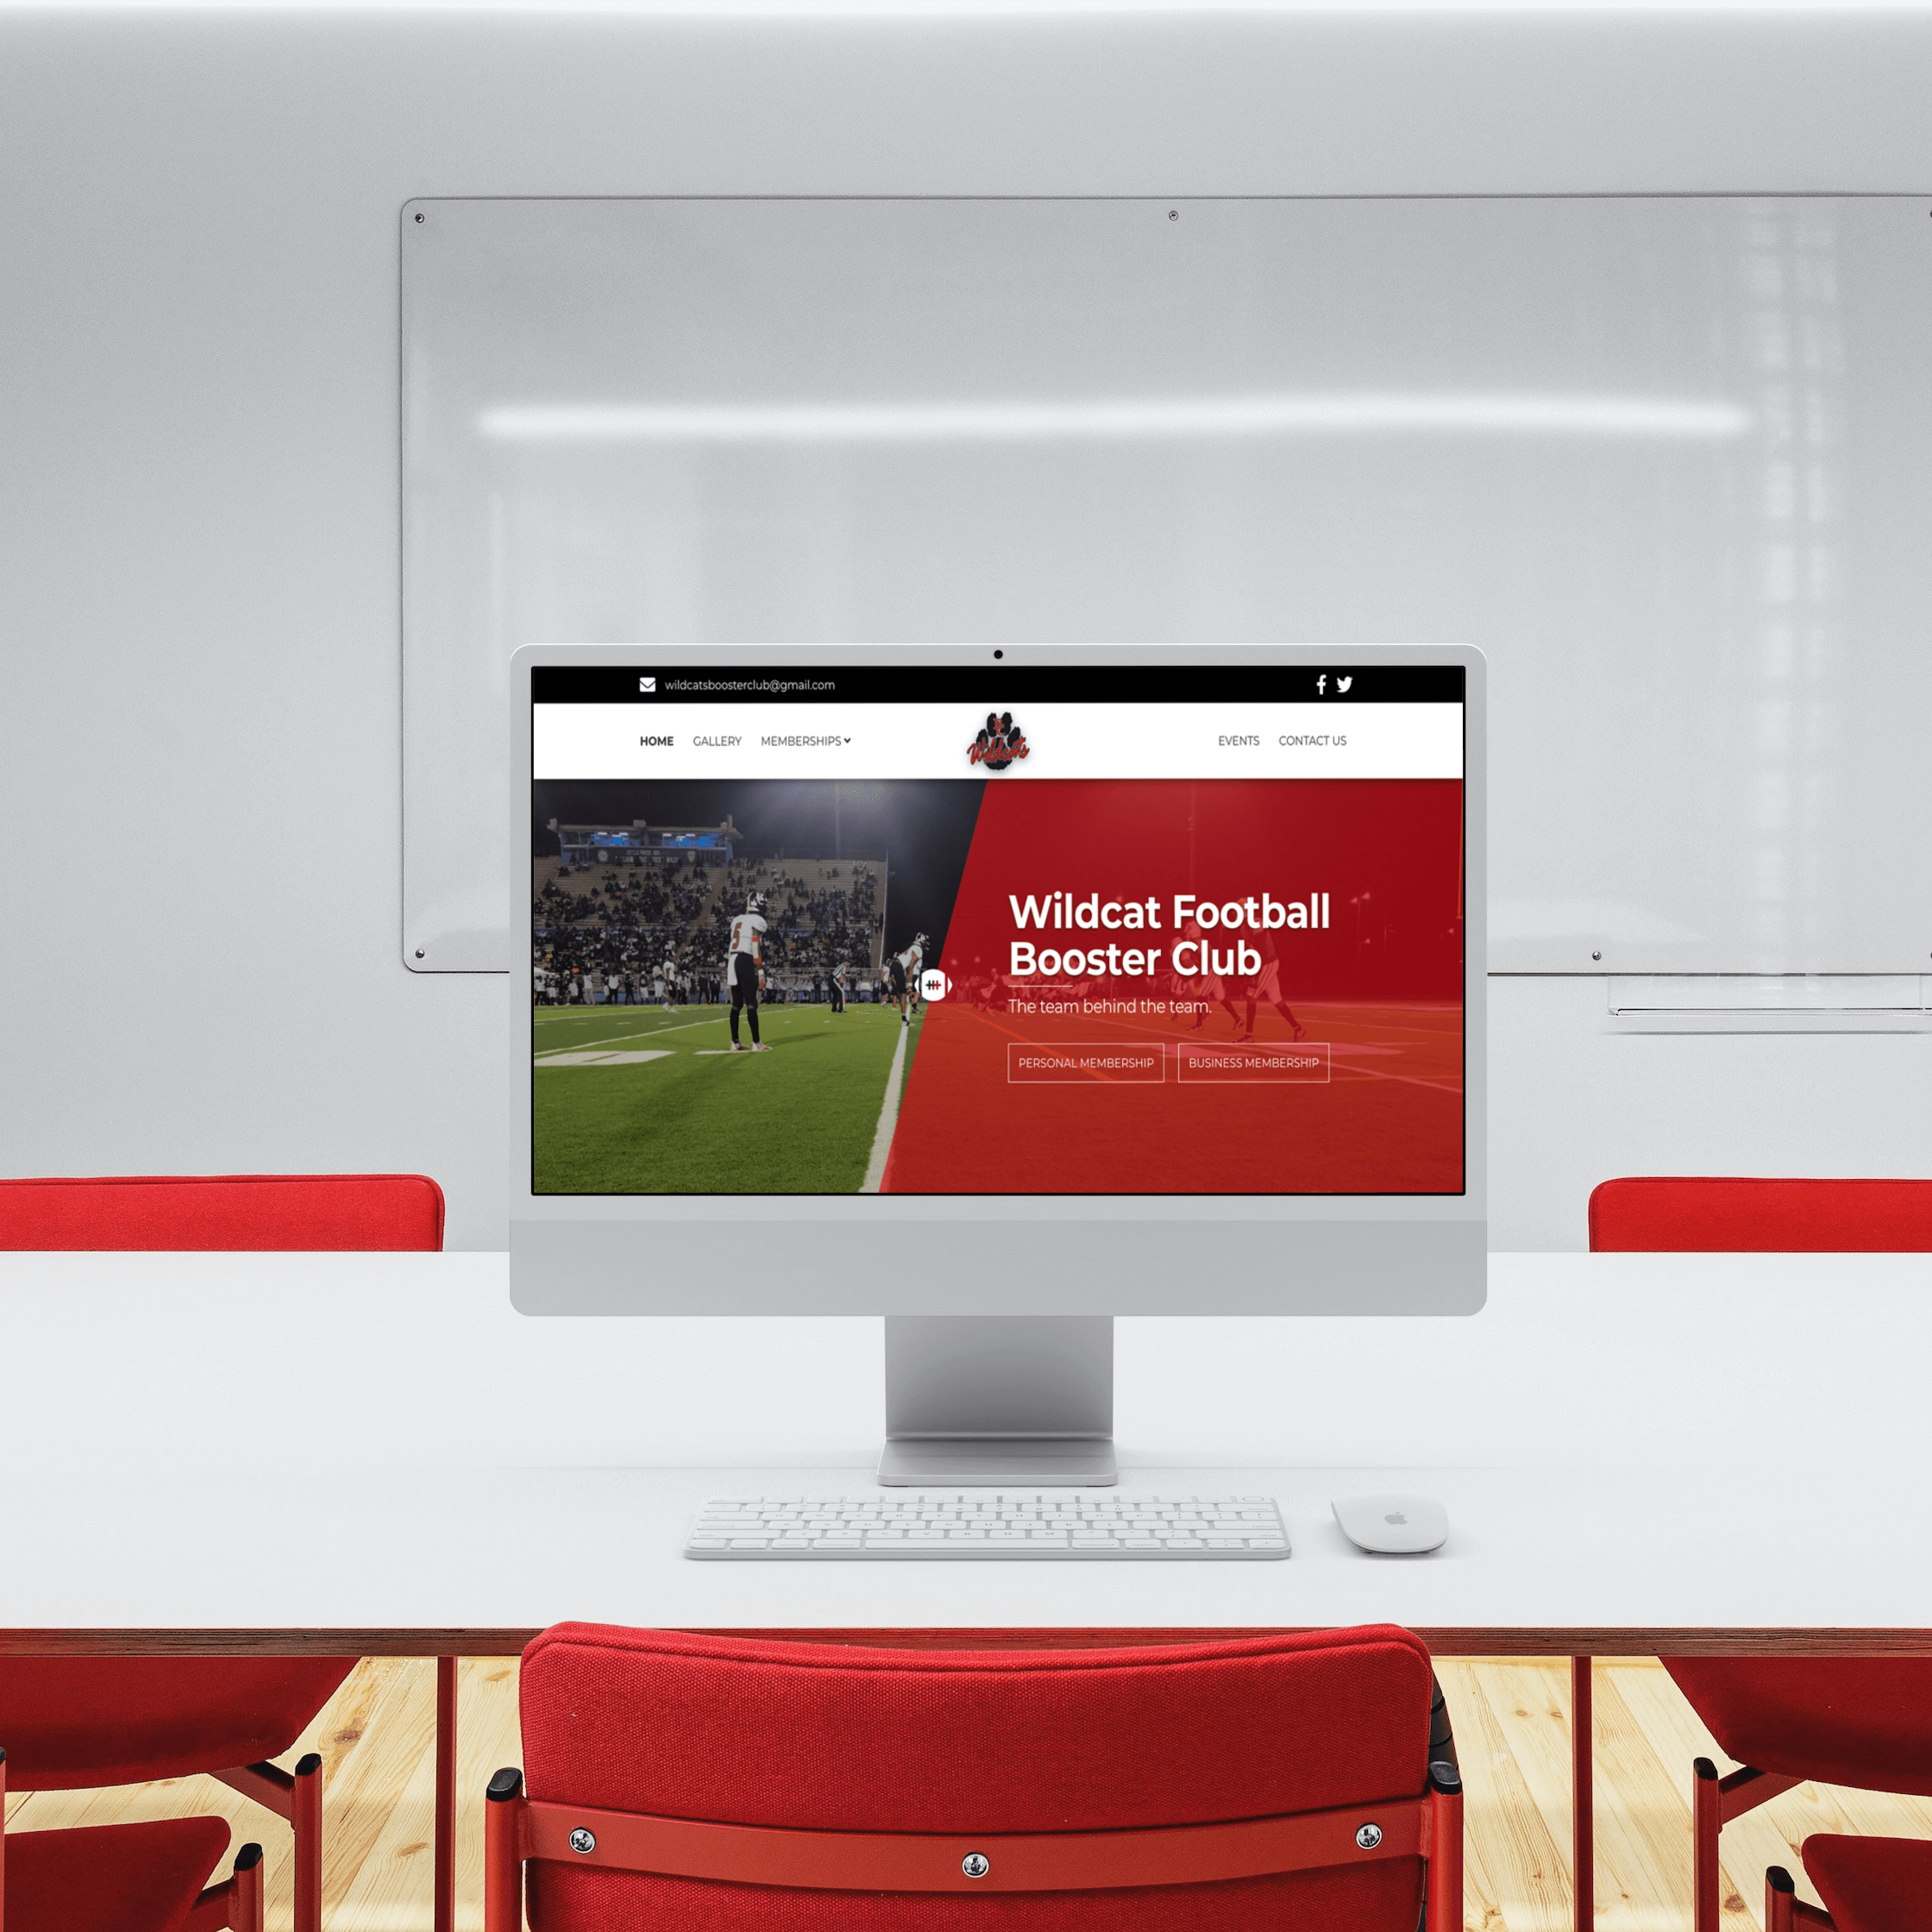 wildcatsboosterclub@gmail.com
HOME GALLERY MEMBERSHIPS EVENTS CONTACT US
Wildcats
5
Wildcat Football
Booster Club
The team behind the team.
PERSONAL MEMBERSHIP BUSINESS MEMBERSHIP